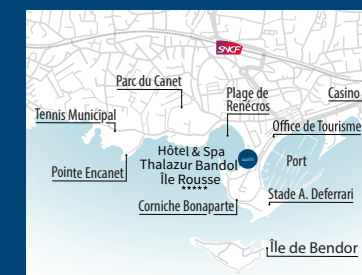 SNCF
Parc du Canet
Plage de
Renécros
Casino
Tennis Municipal
Office de Tourisme
Hôtel & Spa
Thalazur Bandol
Île Rousse
*****
Port
Pointe Encanet
Stade A. Deferrari
Corniche Bonaparte
Île de Bendor